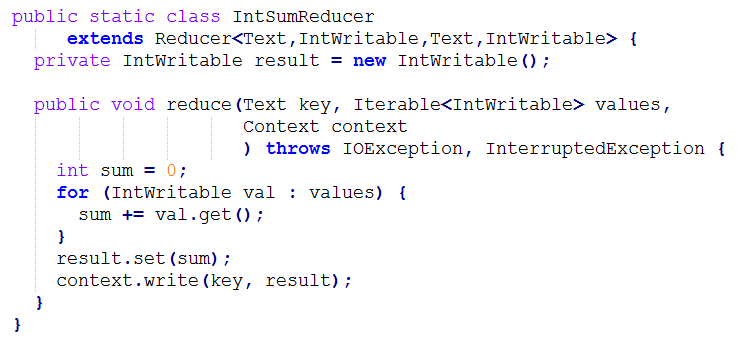 public static class IntSumReducer
extends Reducer<Text,IntWritable,Text,IntWritable> {
private IntWritable result = new IntWritable();
public void reduce(Text key, Iterable<IntWritable> values,
Context context
) throws IOException, InterruptedException {
int sum = 0;
for (IntWritable val : values) {
sum += val.get();
}
result.set(sum);
context.write(key, result);
}
}